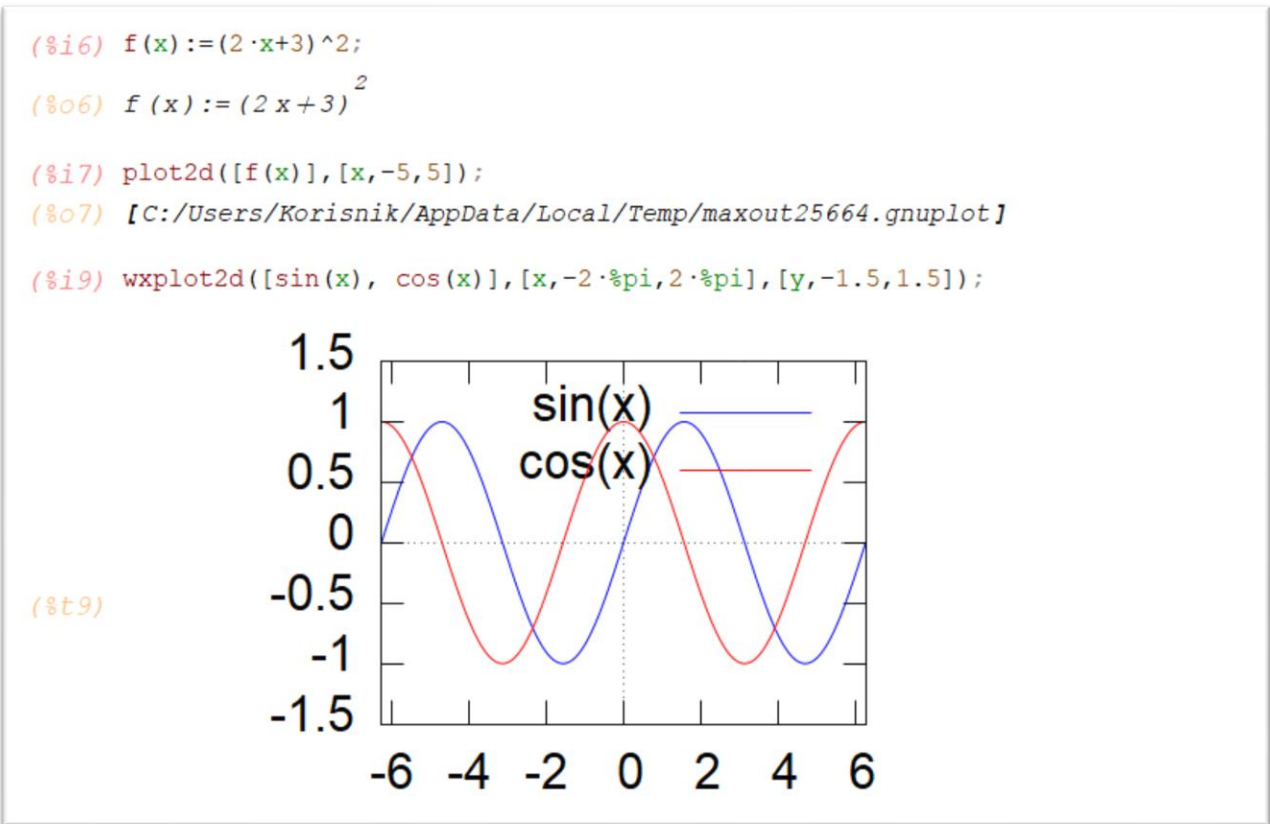 (%i6) f(x):=(2·x+3)^2;
(%o6) f(x):=(2 x+3)^2
(%i7) plot2d([f(x)],[x,-5,5]);
(%o7) [C:/Users/Korisnik/AppData/Local/Temp/maxout25664.gnuplot]
(%i9) wxplot2d([sin(x), cos(x)],[x,-2·%pi,2·%pi],[y,-1.5,1.5]);
1.5
sin(x)
1
cos(x)
0.5
0
(%t9)
-0.5
-1
-1.5
-6 -4 -2 0 2 4 6